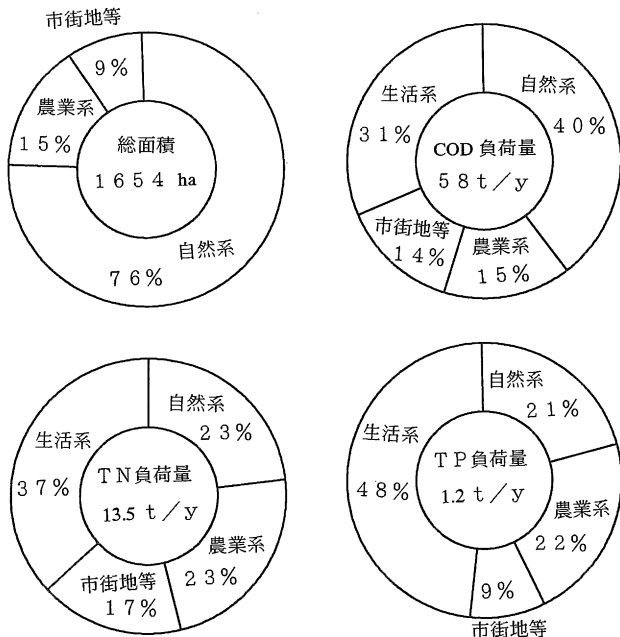 市街地等
9%
農業系
15%
総面積
1654 ha
自然系
76%
生活系
31%
自然系
40%
COD 負荷量
58t/y
市街地等
14%
農業系
15%
自然系
23%
生活系
37%
TN負荷量
13.5 t/y
農業系
23%
市街地等
17%
自然系
21%
生活系
48%
TP負荷量
1.2 t/y
農業系
22%
9%
市街地等